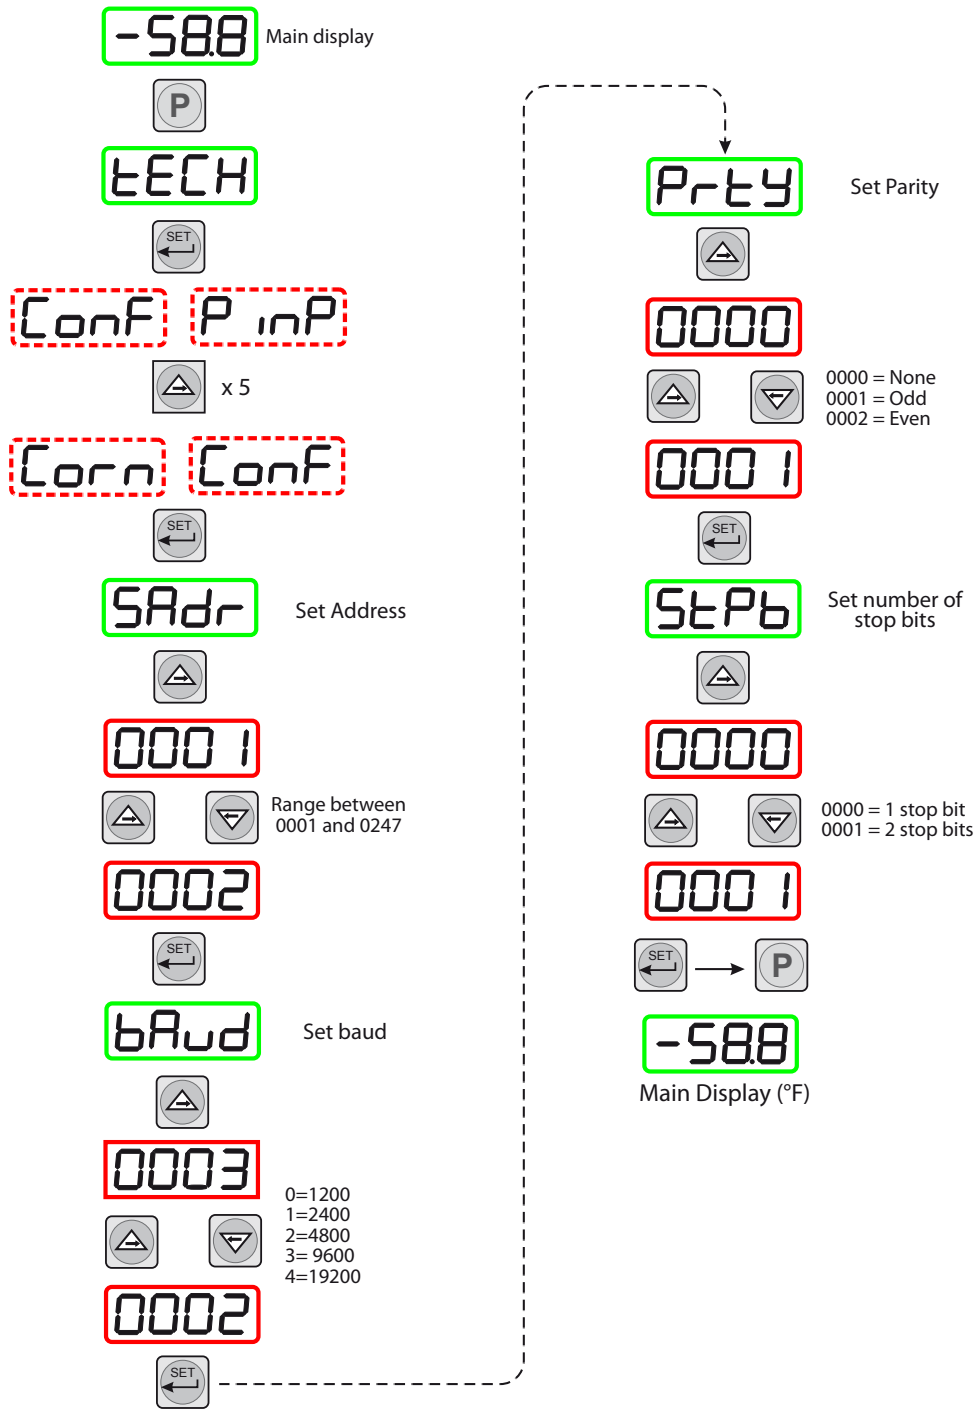 -58.8 Main display
P
tECH
SET
ConF P inP
x 5
Corn ConF
SET
SAdr Set Address
0001
Range between
0001 and 0247
0002
SET
bAud Set baud
0003
0=1200
1=2400
2=4800
3= 9600
4=19200
0002
SET
PrtY Set Parity
0000
0000 = None
0001 = Odd
0002 = Even
0001
SET
StPb Set number of
stop bits
0000
0000 = 1 stop bit
0001 = 2 stop bits
0001
SET P
-58.8
Main Display (°F)